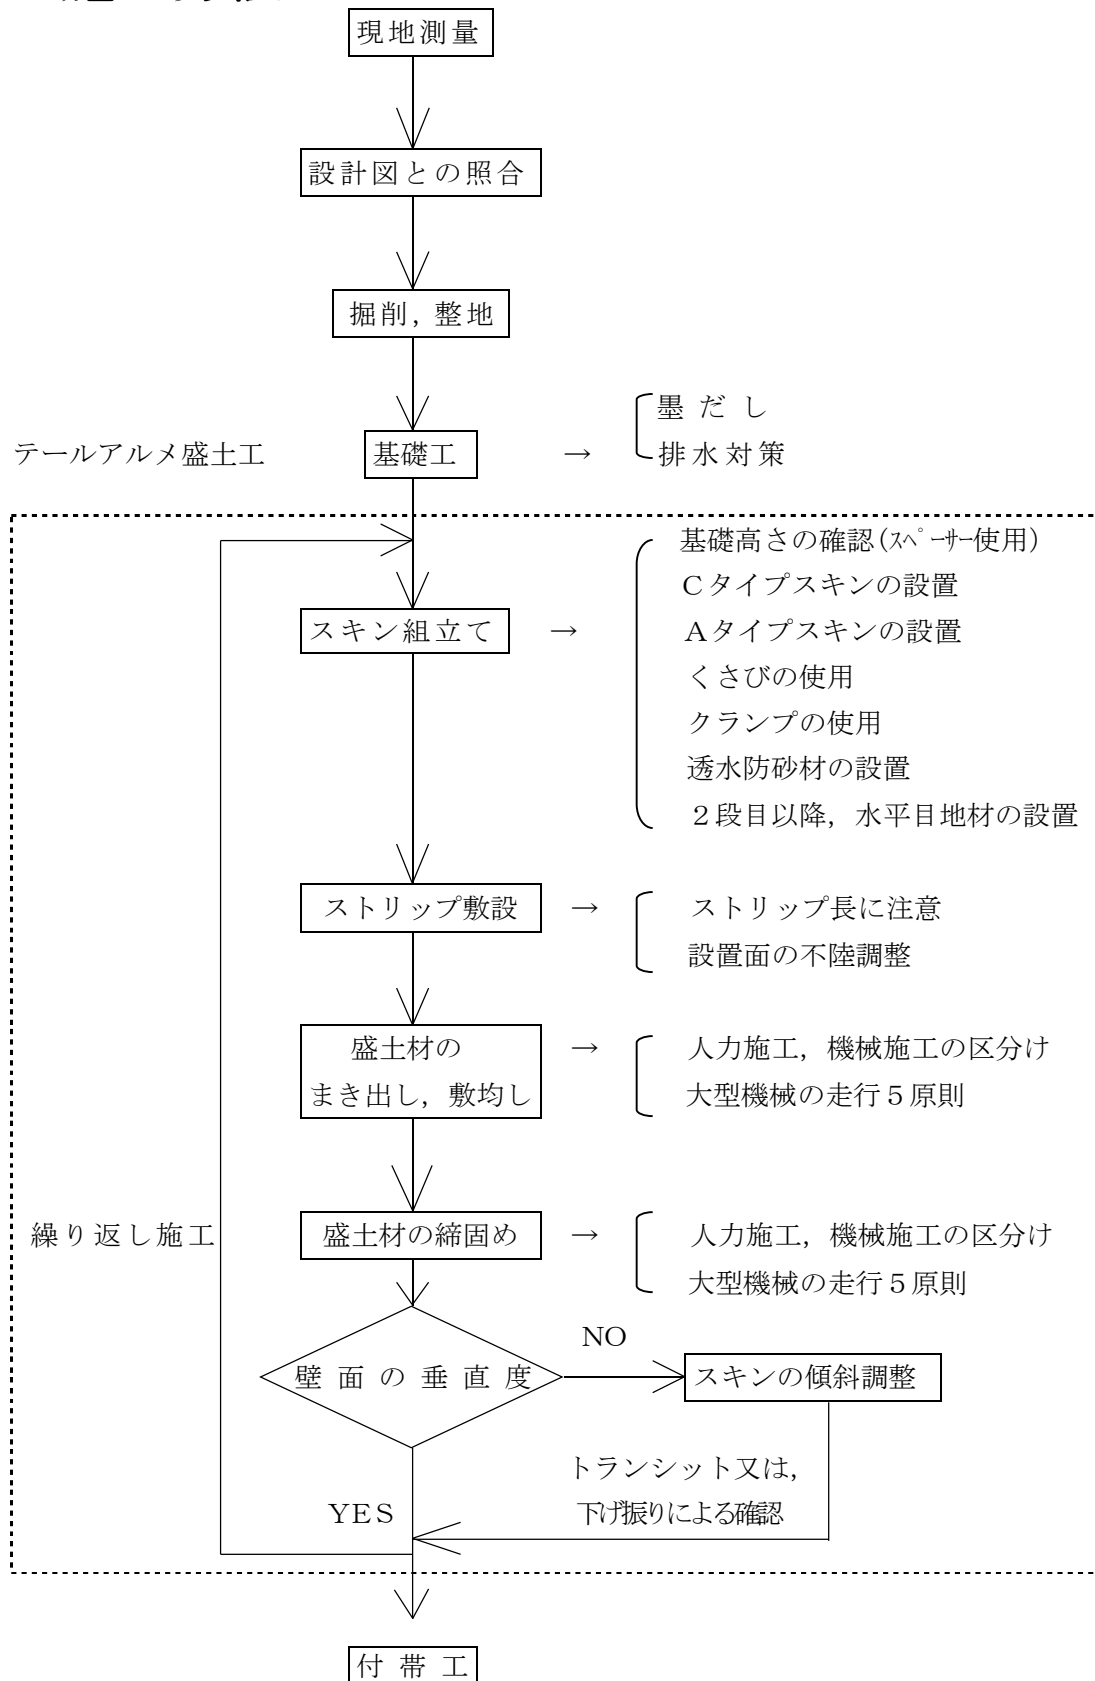 現地測量
設計図との照合
掘削，整地
テールアルメ盛土工
基礎工
→
墨だし
排水対策
スキン組立て
→
基礎高さの確認(ｽﾍﾟｰｻｰ使用)
Ｃタイプスキンの設置
Ａタイプスキンの設置
くさびの使用
クランプの使用
透水防砂材の設置
２段目以降，水平目地材の設置
ストリップ敷設
→
ストリップ長に注意
設置面の不陸調整
盛土材の
まき出し，敷均し
→
人力施工，機械施工の区分け
大型機械の走行５原則
繰り返し施工
盛土材の締固め
→
人力施工，機械施工の区分け
大型機械の走行５原則
壁面の垂直度
NO
スキンの傾斜調整
トランシット又は，
下げ振りによる確認
YES
付帯工